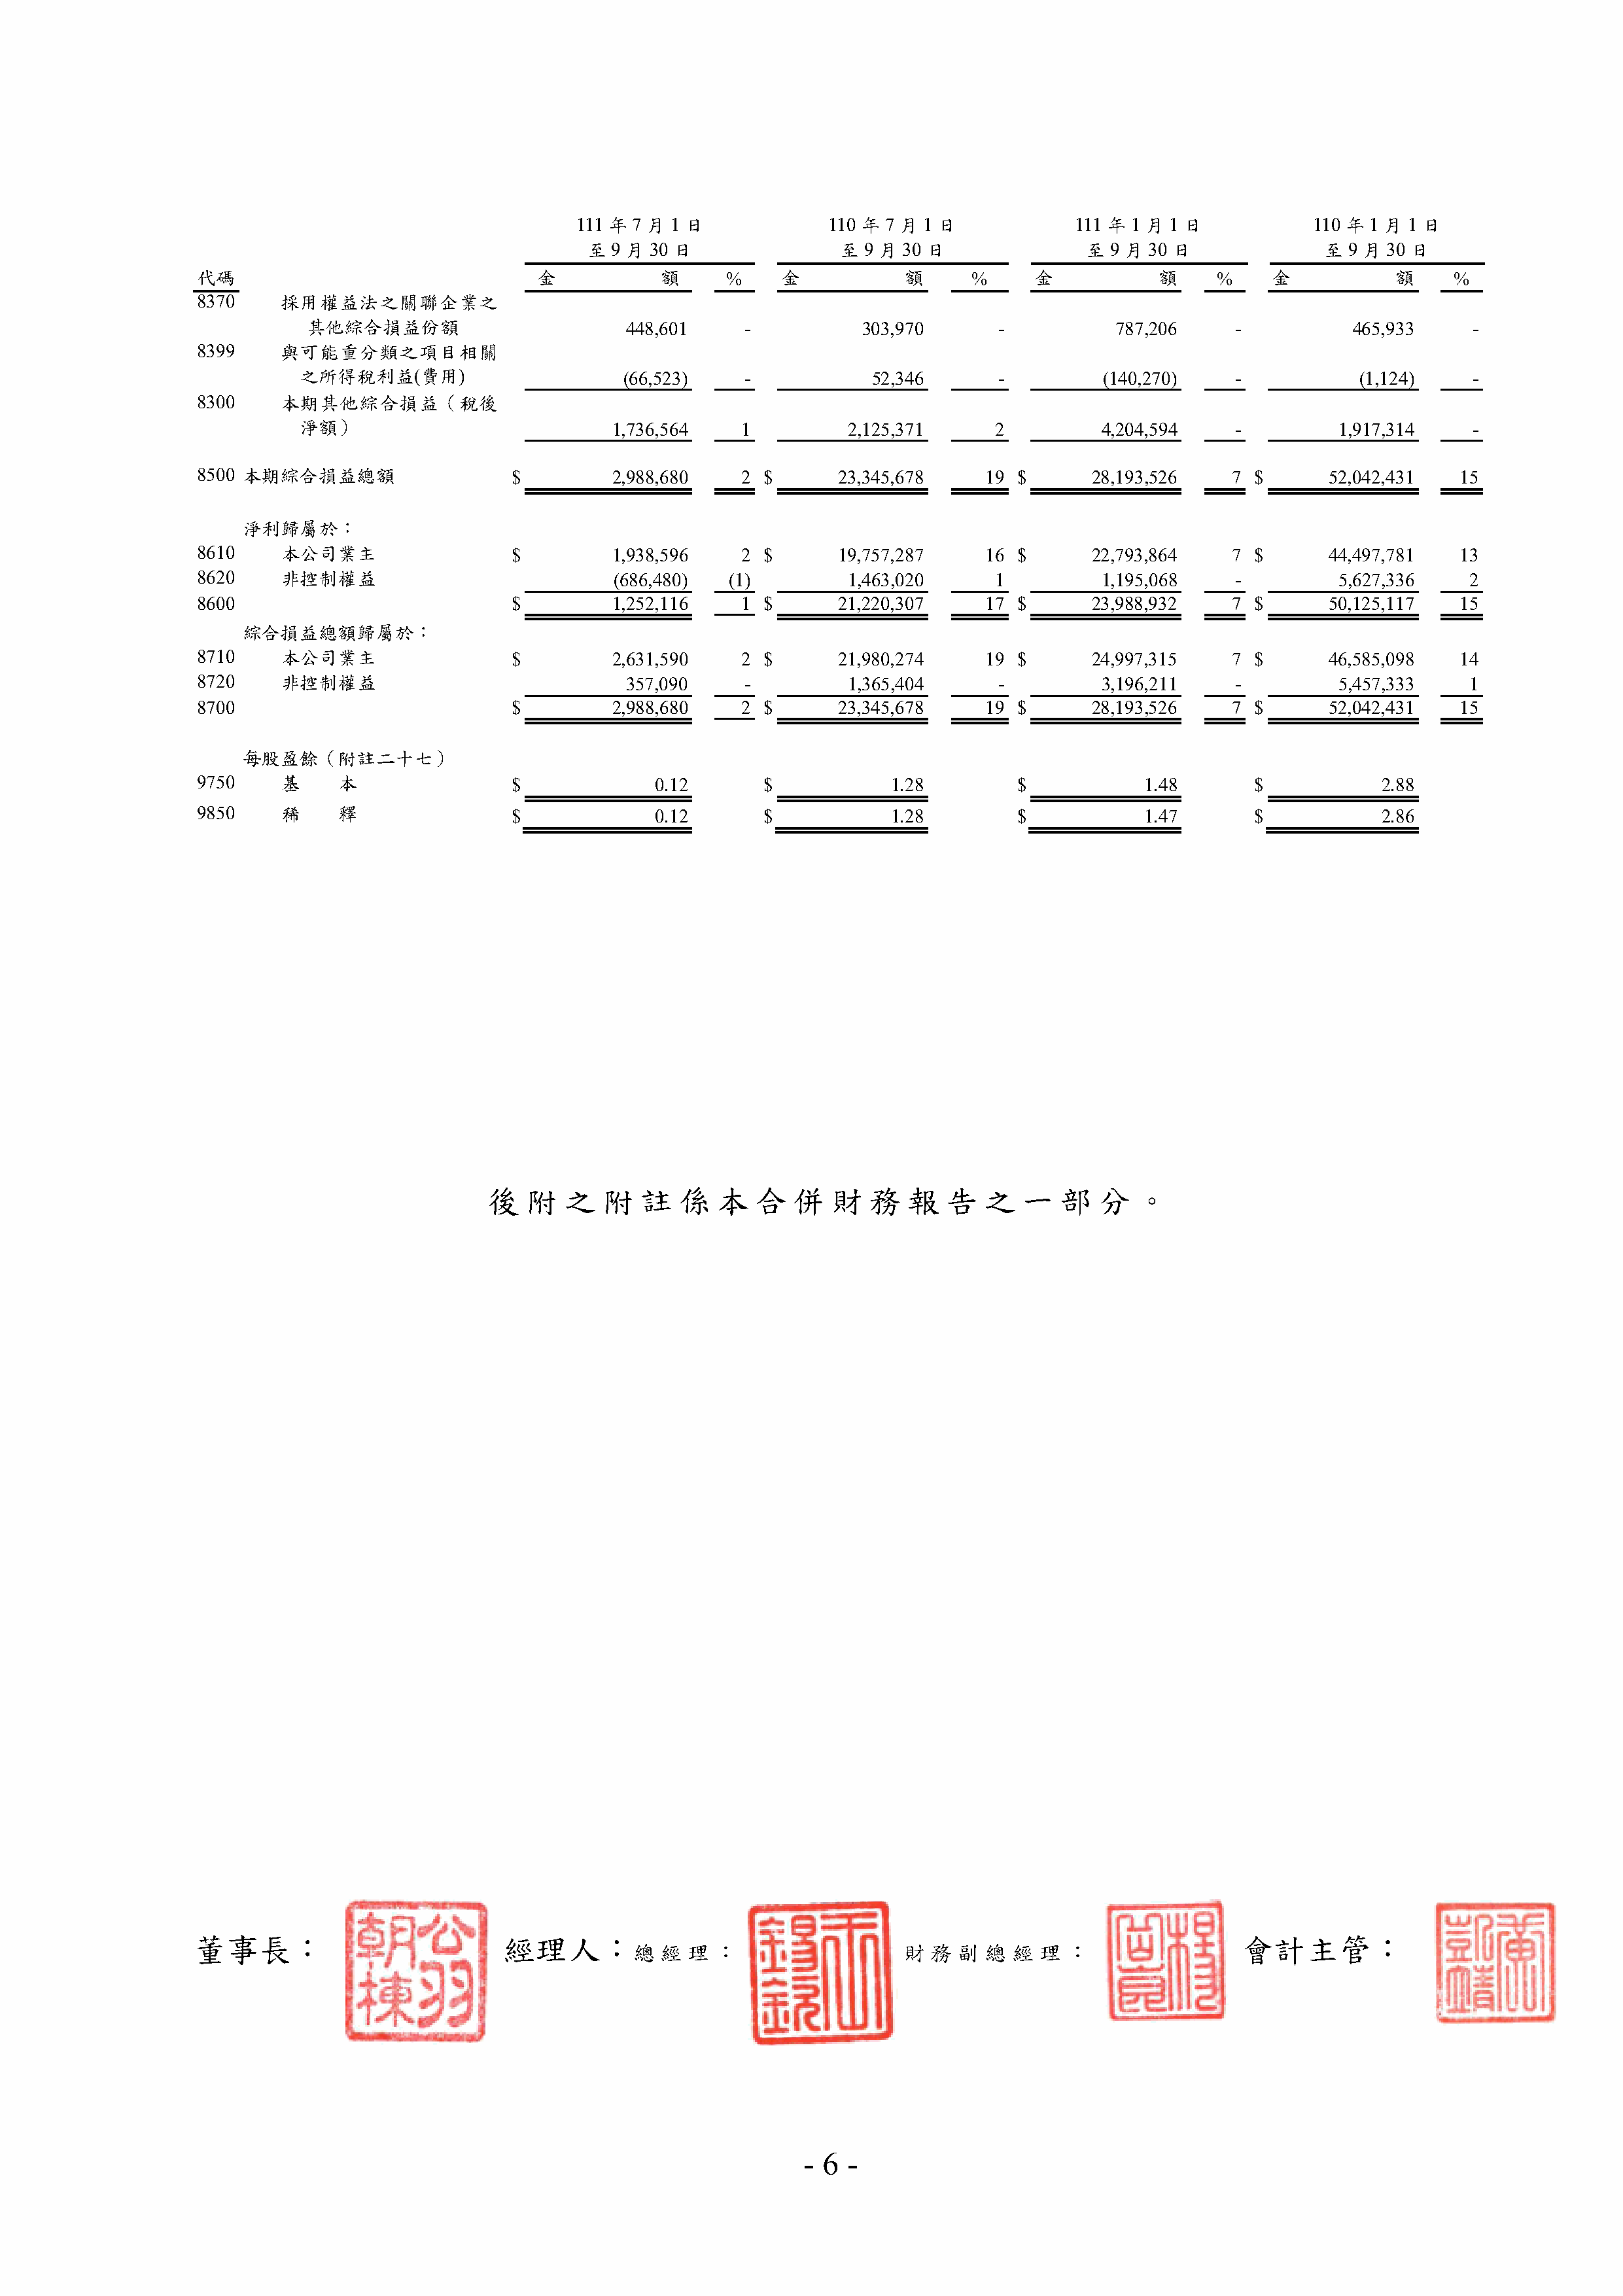 111 年 7 月 1 日 110 年 7 月 1 日 111 年 1 月 1 日 110 年 1 月 1 日
至 9 月 30 日 至 9 月 30 日 至 9 月 30 日 至 9 月 30 日
代碼 金 額 % 金 額 % 金 額 % 金 額 %
8370 採用權益法之關聯企業之
其他綜合損益份額 448,601 - 303,970 - 787,206 - 465,933 -
8399 與可能重分類之項目相關
之所得稅利益(費用) (66,523) - 52,346 - (140,270) - (1,124) -
8300 本期其他綜合損益（稅後
淨額） 1,736,564 1 2,125,371 2 4,204,594 - 1,917,314 -
8500 本期綜合損益總額 $ 2,988,680 2 $ 23,345,678 19 $ 28,193,526 7 $ 52,042,431 15
淨利歸屬於：
8610 本公司業主 $ 1,938,596 2 $ 19,757,287 16 $ 22,793,864 7 $ 44,497,781 13
8620 非控制權益 (686,480) (1) 1,463,020 1 1,195,068 - 5,627,336 2
8600 $ 1,252,116 1 $ 21,220,307 17 $ 23,988,932 7 $ 50,125,117 15
綜合損益總額歸屬於：
8710 本公司業主 $ 2,631,590 2 $ 21,980,274 19 $ 24,997,315 7 $ 46,585,098 14
8720 非控制權益 357,090 - 1,365,404 - 3,196,211 - 5,457,333 1
8700 $ 2,988,680 2 $ 23,345,678 19 $ 28,193,526 7 $ 52,042,431 15
每股盈餘（附註二十七）
9750 基 本 $ 0.12 $ 1.28 $ 1.48 $ 2.88
9850 稀 釋 $ 0.12 $ 1.28 $ 1.47 $ 2.86
後附之附註係本合併財務報告之一部分。
董事長： 經理人：總經理： 財務副總經理： 會計主管：
- 6 -